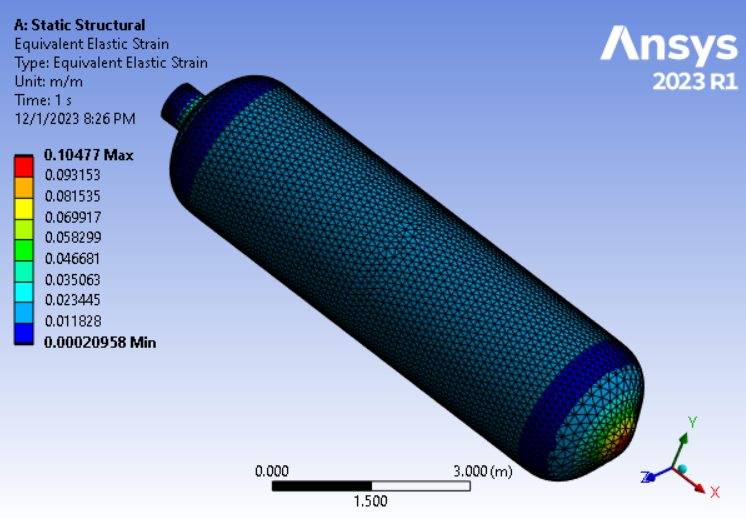 A: Static Structural
Equivalent Elastic Strain
Type: Equivalent Elastic Strain
Unit: m/m
Time: 1 s
12/1/2023 8:26 PM
Ansys
2023 R1
0.10477 Max
0.093153
0.081535
0.069917
0.058299
0.046681
0.035063
0.023445
0.011828
0.00020958 Min
0.000
3.000 (m)
1.500
Y
Z
X